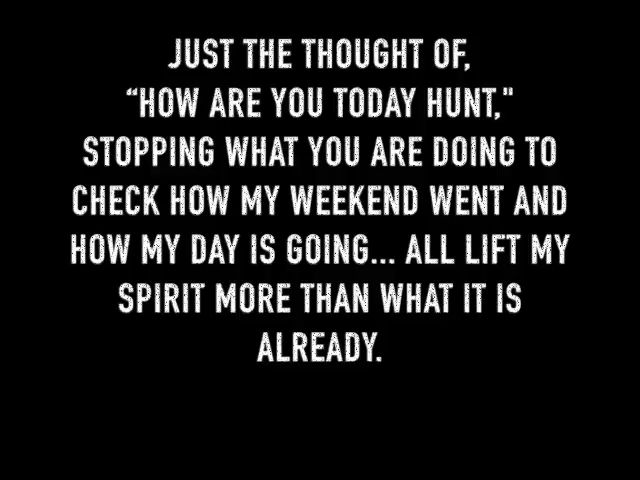 JUST THE THOUGHT OF,
“HOW ARE YOU TODAY HUNT,"
STOPPING WHAT YOU ARE DOING TO
CHECK HOW MY WEEKEND WENT AND
HOW MY DAY IS GOING... ALL LIFT MY
SPIRIT MORE THAN WHAT IT IS
ALREADY.